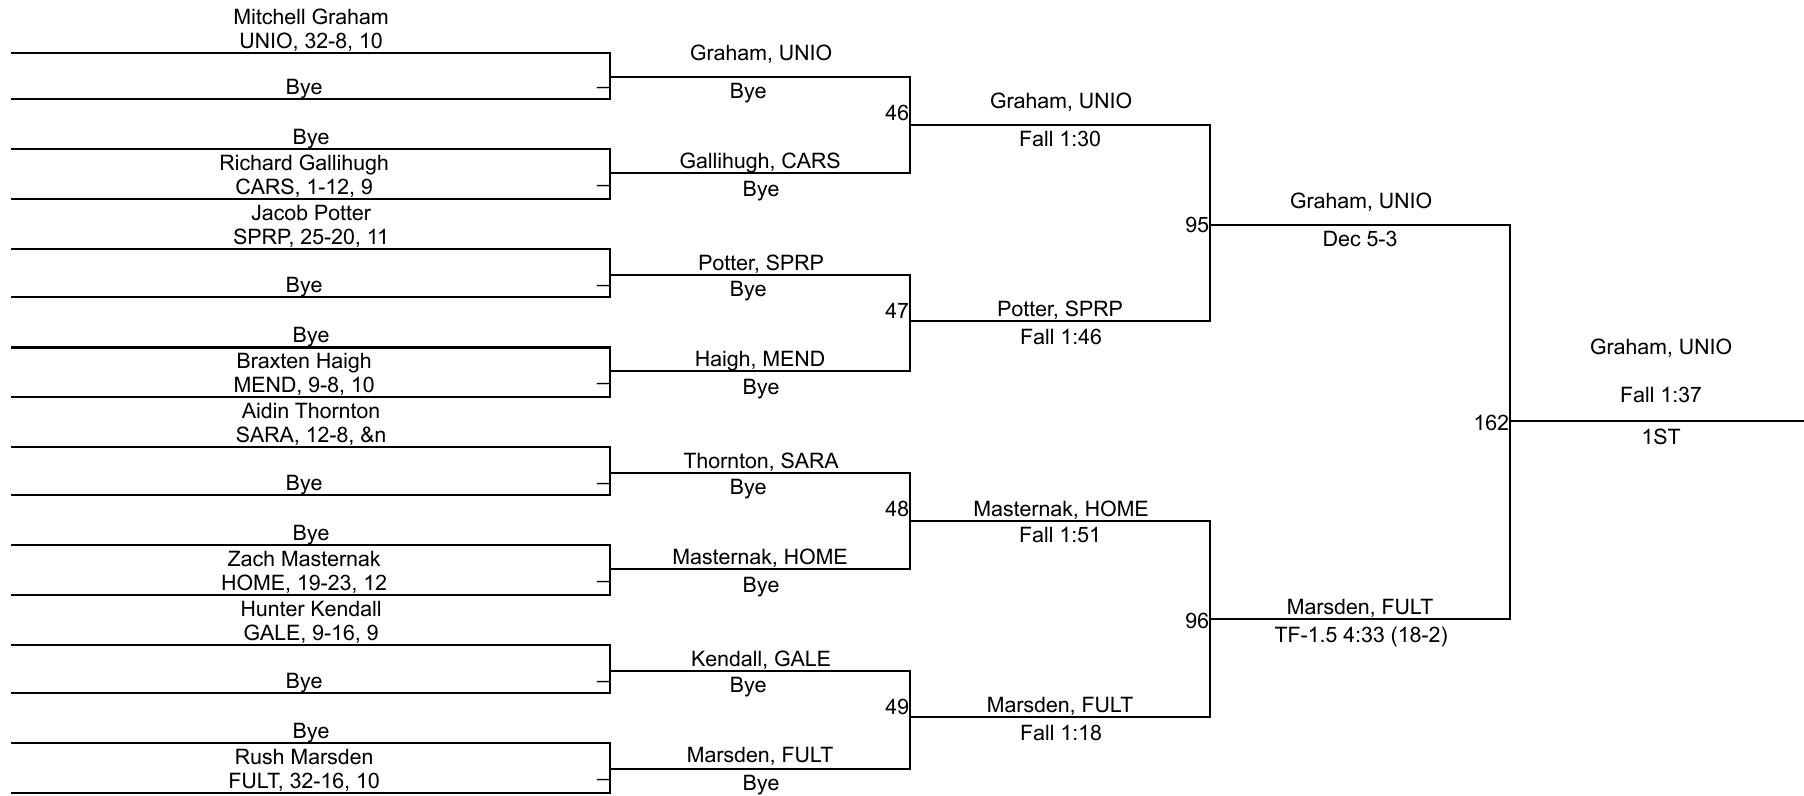 Mitchell Graham
UNIO, 32-8, 10
Bye
Bye
Richard Gallihugh
CARS, 1-12, 9
Jacob Potter
SPRP, 25-20, 11
Bye
Bye
Braxten Haigh
MEND, 9-8, 10
Aidin Thornton
SARA, 12-8, &n
Bye
Bye
Zach Masternak
HOME, 19-23, 12
Hunter Kendall
GALE, 9-16, 9
Bye
Bye
Rush Marsden
FULT, 32-16, 10
Graham, UNIO
Bye
46
Gallihugh, CARS
Bye
Potter, SPRP
Bye
47
Haigh, MEND
Bye
Thornton, SARA
Bye
48
Masternak, HOME
Bye
Kendall, GALE
Bye
49
Marsden, FULT
Bye
Graham, UNIO
Fall 1:30
95
Potter, SPRP
Fall 1:46
Masternak, HOME
Fall 1:51
96
Marsden, FULT
Fall 1:18
Graham, UNIO
Dec 5-3
162
Marsden, FULT
TF-1.5 4:33 (18-2)
Graham, UNIO
Fall 1:37
1ST